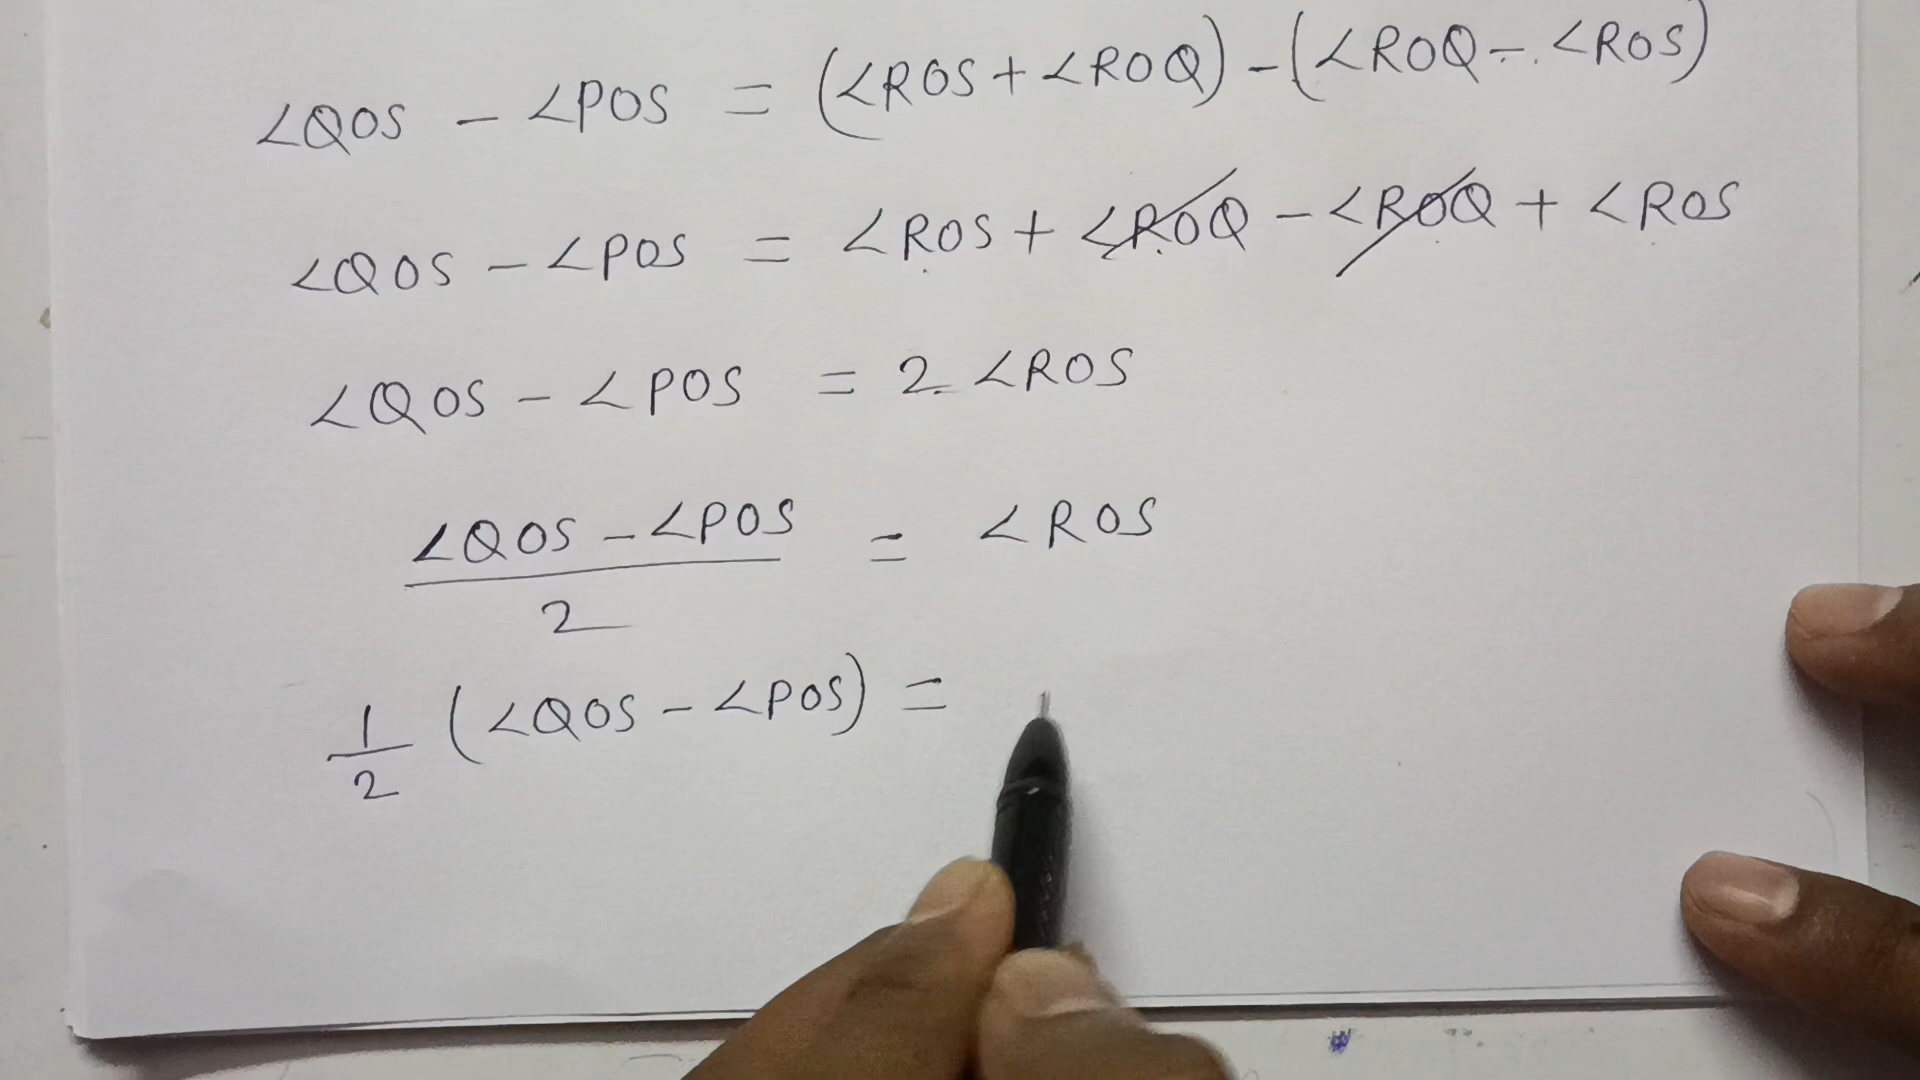 ∠QOS - ∠POS = (∠ROS + ∠ROQ) - (∠ROQ - ∠ROS)
∠QOS - ∠POS = ∠ROS + ∠ROQ - ∠ROQ + ∠ROS
∠QOS - ∠POS = 2 ∠ROS
∠QOS - ∠POS / 2 = ∠ROS
1/2 (∠QOS - ∠POS) =